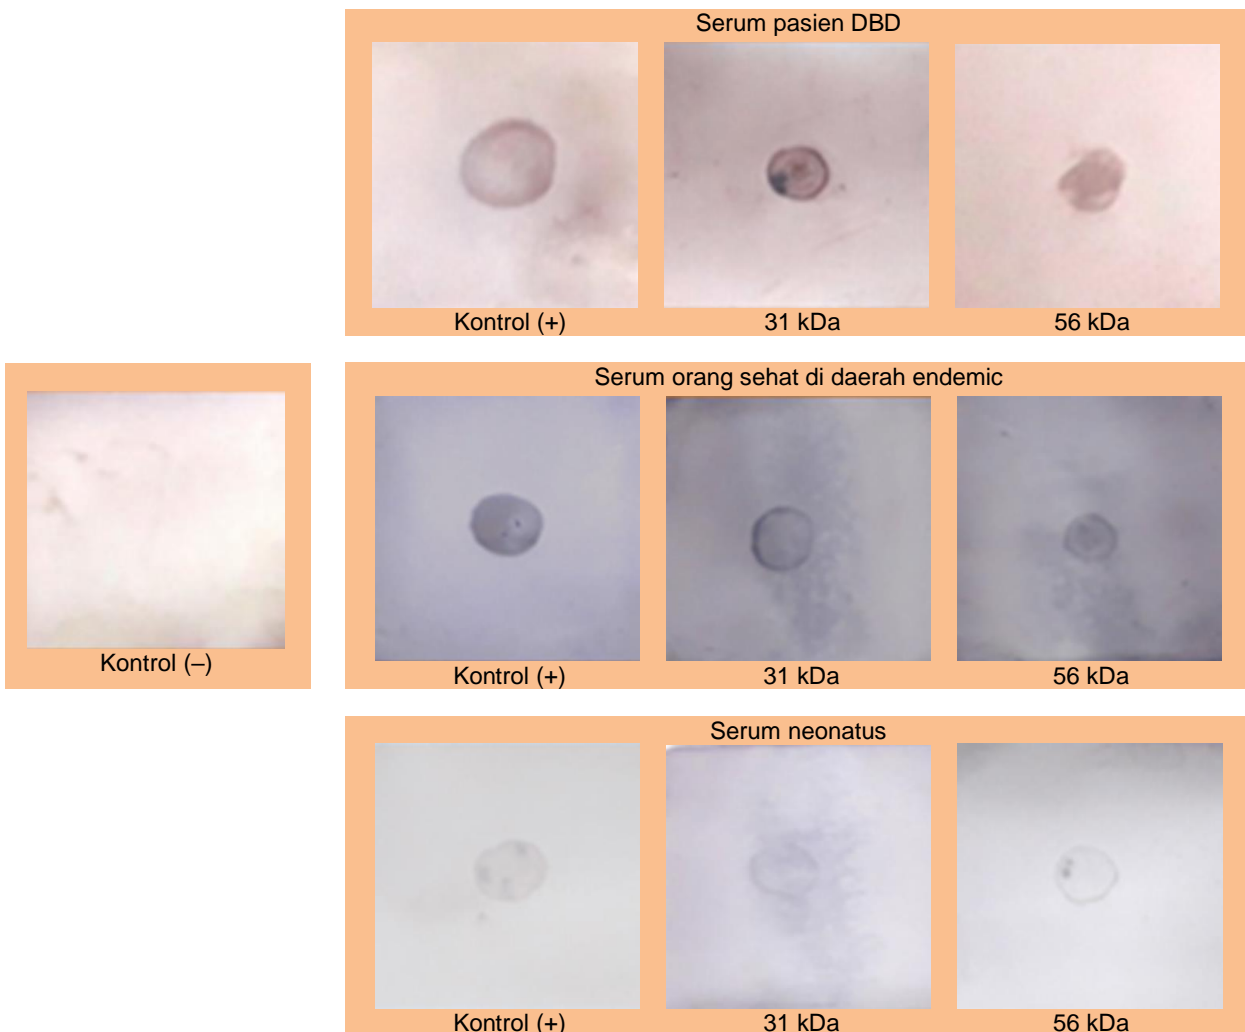 Serum pasien DBD
Kontrol (+)
31 kDa
56 kDa
Serum orang sehat di daerah endemic
Kontrol (–)
Kontrol (+)
31 kDa
56 kDa
Serum neonatus
Kontrol (+)
31 kDa
56 kDa